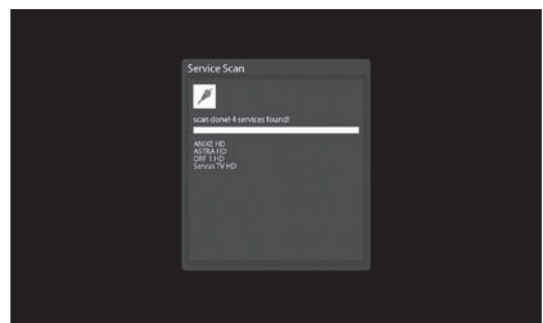 Service Scan
scan done! 4 services found!
ANIXE HD
ASTRA HD
ORF 1 HD
Servus TV HD